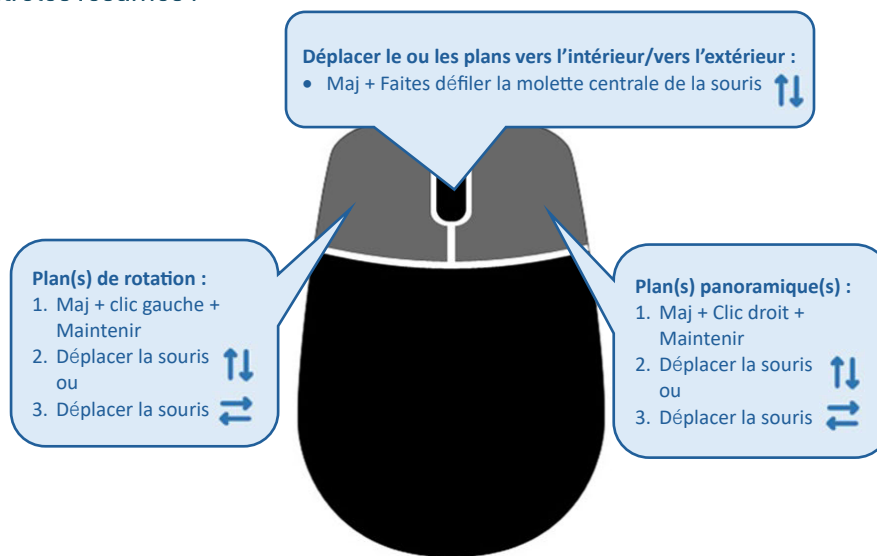 Déplacer le ou les plans vers l’intérieur/vers l’extérieur :
• Maj + Faites défiler la molette centrale de la souris
Plan(s) de rotation :
1. Maj + clic gauche +
Maintenir
2. Déplacer la souris
ou
3. Déplacer la souris
Plan(s) panoramique(s) :
1. Maj + Clic droit +
Maintenir
2. Déplacer la souris
ou
3. Déplacer la souris